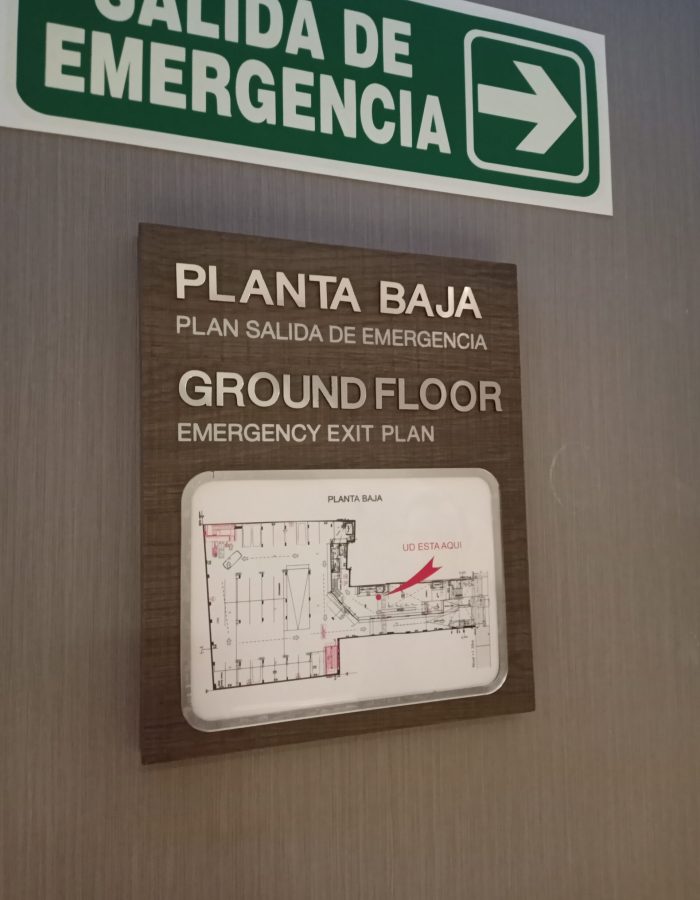 SALIDA DE
EMERGENCIA
PLANTA BAJA
PLAN SALIDA DE EMERGENCIA
GROUND FLOOR
EMERGENCY EXIT PLAN
PLANTA BAJA
UD ESTA AQUI